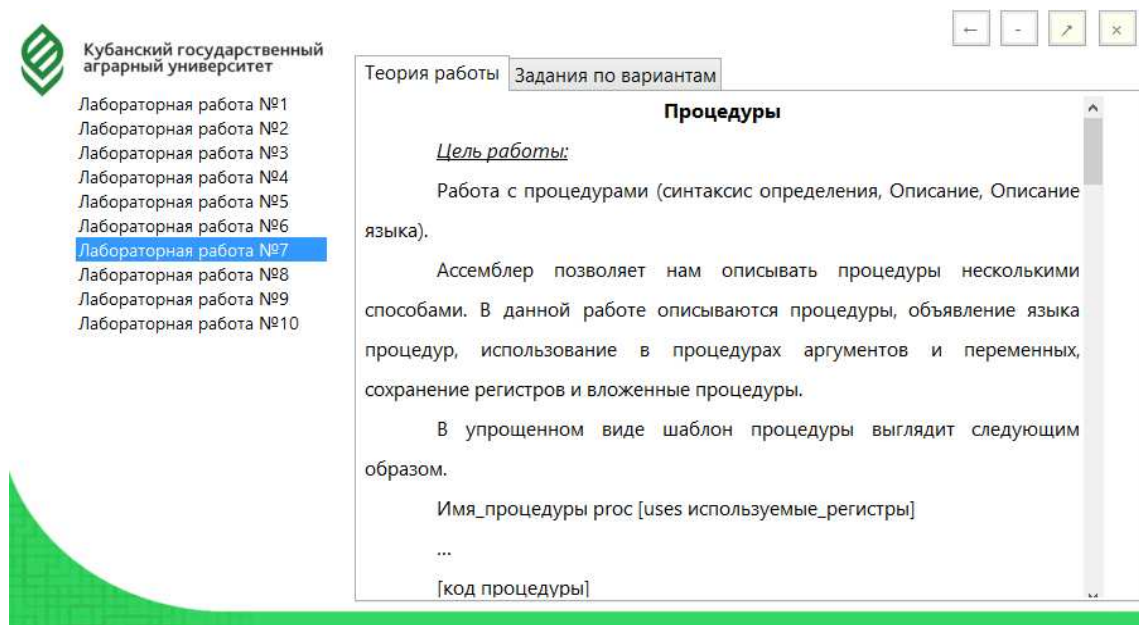 Кубанский государственный
аграрный университет
Лабораторная работа №1
Лабораторная работа №2
Лабораторная работа №3
Лабораторная работа №4
Лабораторная работа №5
Лабораторная работа №6
Лабораторная работа №7
Лабораторная работа №8
Лабораторная работа №9
Лабораторная работа №10
Теория работы
Задания по вариантам
Процедуры
Цель работы:
Работа с процедурами (синтаксис определения, Описание, Описание
языка).
Ассемблер позволяет нам описывать процедуры несколькими
способами. В данной работе описываются процедуры, объявление языка
процедур, использование в процедурах аргументов и переменных,
сохранение регистров и вложенные процедуры.
В упрощенном виде шаблон процедуры выглядит следующим
образом.
Имя_процедуры proc [uses используемые_регистры]
...
[код процедуры]